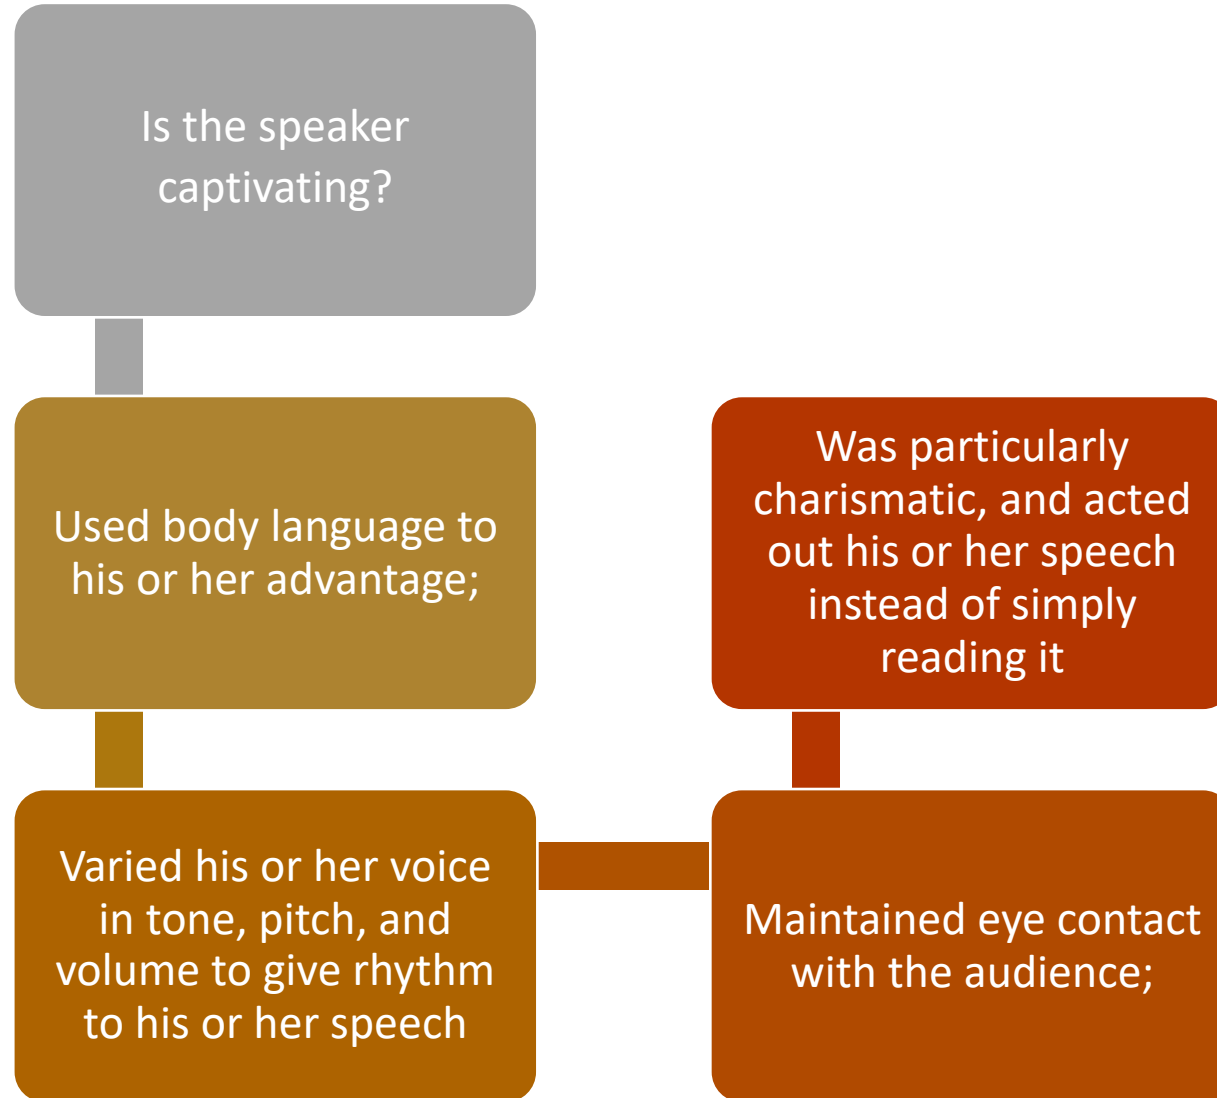 Is the speaker
captivating?
Used body language to
his or her advantage;
Varied his or her voice
in tone, pitch, and
volume to give rhythm
to his or her speech
Maintained eye contact
with the audience;
Was particularly
charismatic, and acted
out his or her speech
instead of simply
reading it